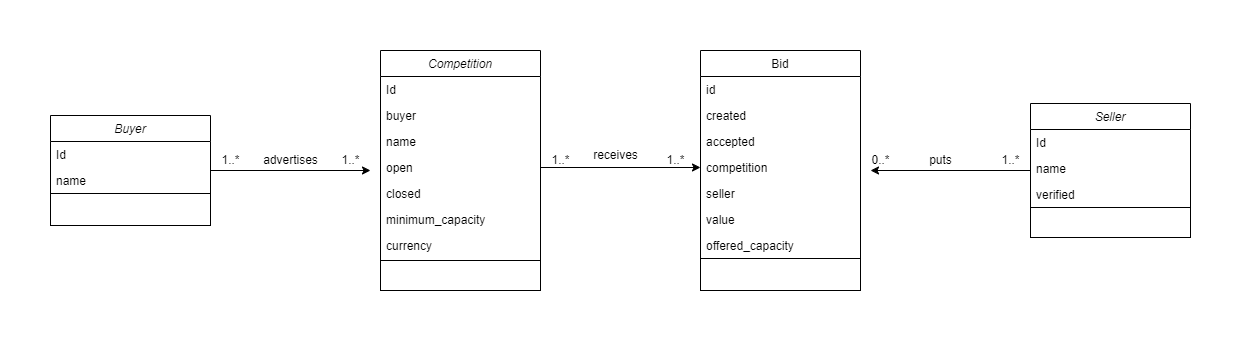 Buyer
Id
name
1..* advertises 1..*
Competition
Id
buyer
name
open
closed
minimum_capacity
currency
1..* receives 1..*
Bid
id
created
accepted
competition
seller
value
offered_capacity
0..* puts 1..*
Seller
Id
name
verified